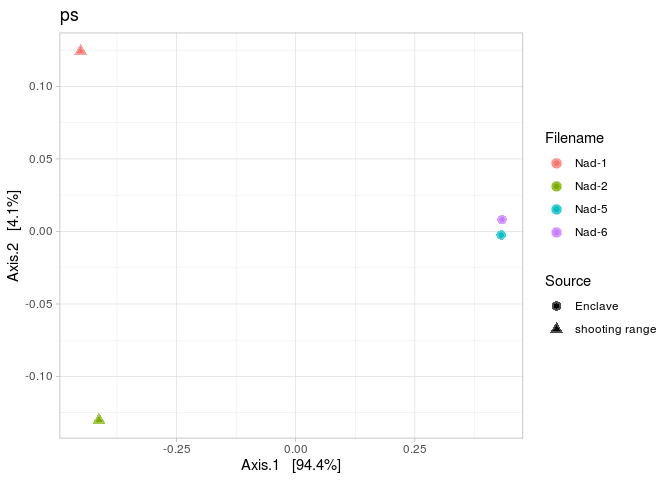 ps
0.10
0.05
0.00
-0.05
-0.10
Axis.2 [4.1%]
-0.25
0.00
0.25
Axis.1 [94.4%]
Filename
Nad-1
Nad-2
Nad-5
Nad-6
Source
Enclave
shooting range